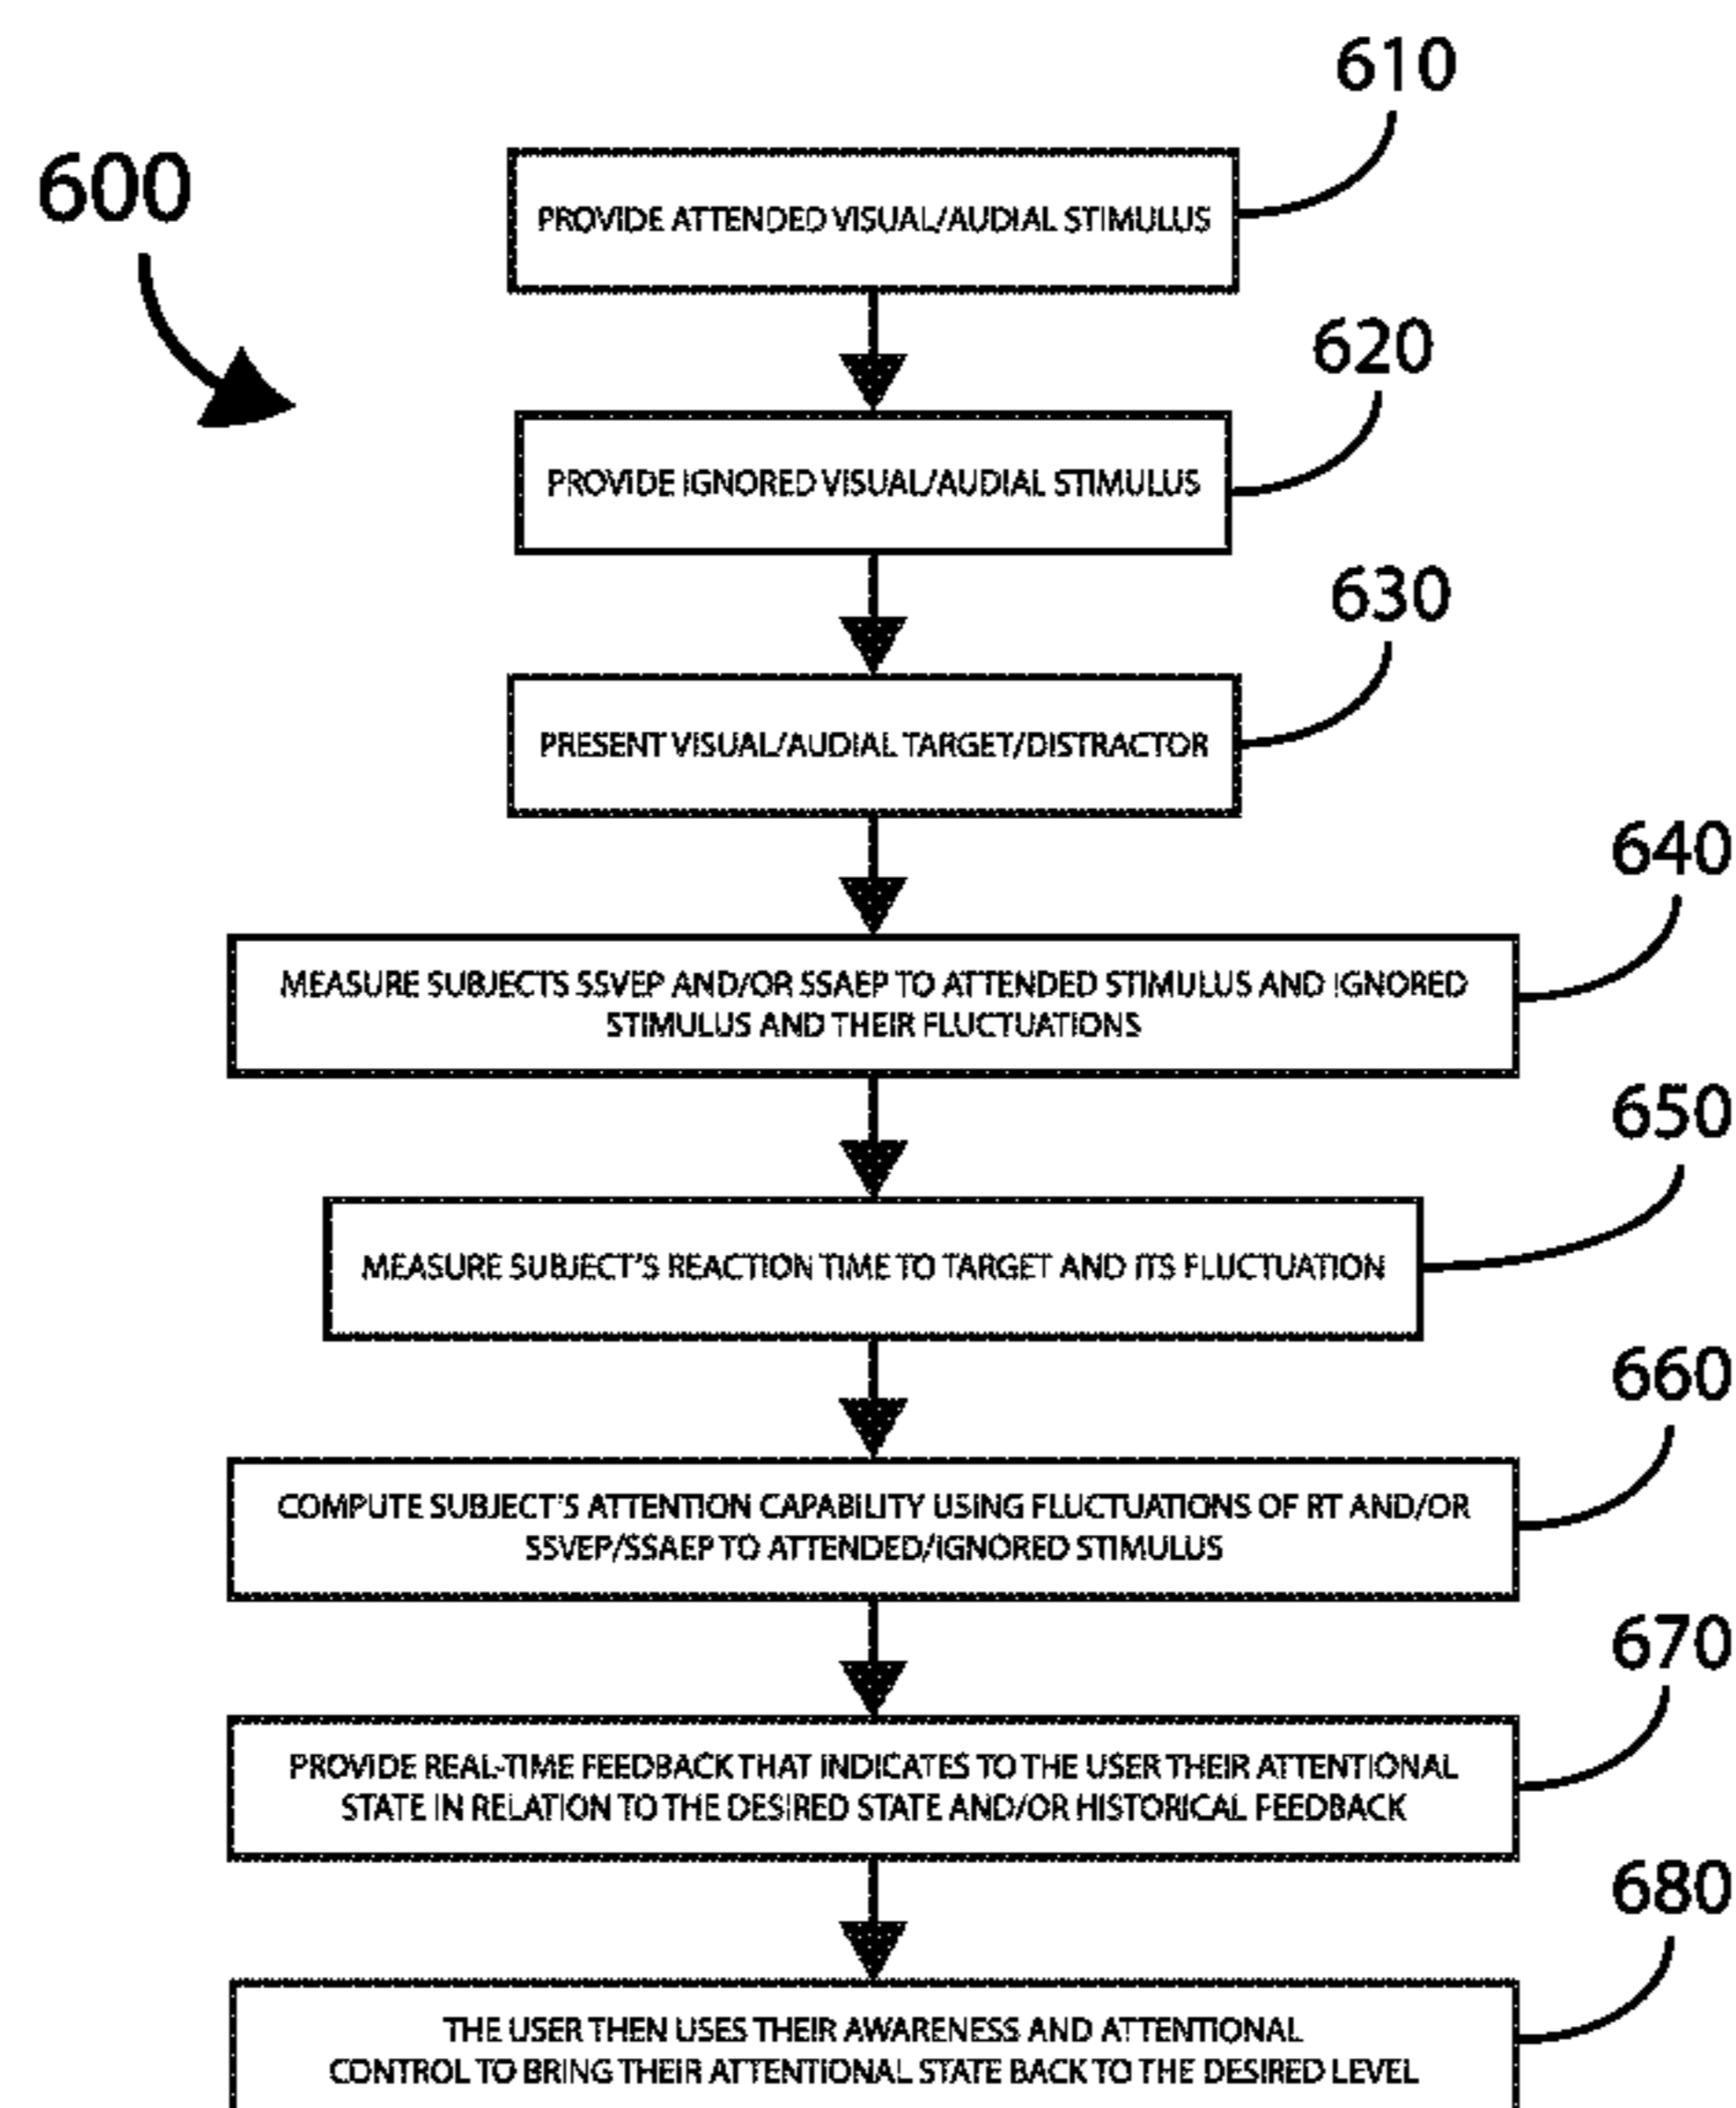 610
600
PROVIDE ATTENDED VISUAL/AUDIAL STIMULUS
620
PROVIDE IGNORED VISUAL/AUDIAL STIMULUS
630
PRESENT VISUAL/AUDIAL TARGET/DISTRACTOR
640
MEASURE SUBJECTS SSVEP AND/OR SSAEP TO ATTENDED STIMULUS AND IGNORED
STIMULUS AND THEIR FLUCTUATIONS
650
MEASURE SUBJECT'S REACTION TIME TO TARGET AND ITS FLUCTUATION
660
COMPUTE SUBJECT'S ATTENTION CAPABILITY USING FLUCTUATIONS OF RT AND/OR
SSVEP/SSAEP TO ATTENDED/IGNORED STIMULUS
670
PROVIDE REAL-TIME FEEDBACK THAT INDICATES TO THE USER THEIR ATTENTIONAL
STATE IN RELATION TO THE DESIRED STATE AND/OR HISTORICAL FEEDBACK
680
THE USER THEN USES THEIR AWARENESS AND ATTENTIONAL
CONTROL TO BRING THEIR ATTENTIONAL STATE BACK TO THE DESIRED LEVEL